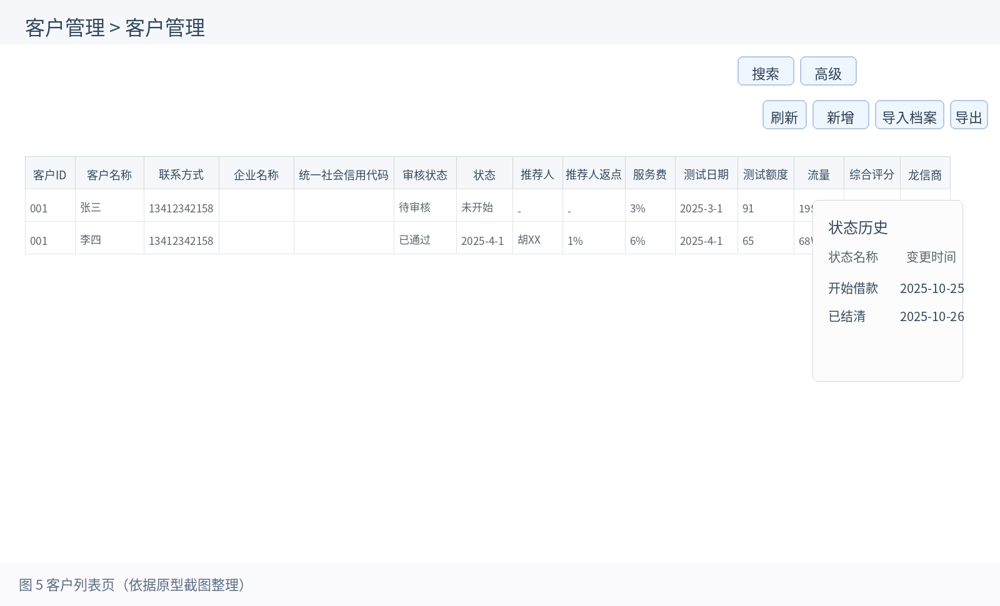 客户管理 > 客户管理
搜索 高级
刷新 新增 导入档案 导出
客户ID 客户名称 联系方式 企业名称 统一社会信用代码 审核状态 状态 推荐人 推荐人返点 服务费 测试日期 测试额度 流量 综合评分 龙信商
001 张三 13412342158 待审核 未开始 - - 3% 2025-3-1 91
001 李四 13412342158 已通过 2025-4-1 胡XX 1% 6% 2025-4-1 65
状态历史
状态名称 变更时间
开始借款 2025-10-25
已结清 2025-10-26
图 5 客户列表页（依据原型截图整理）